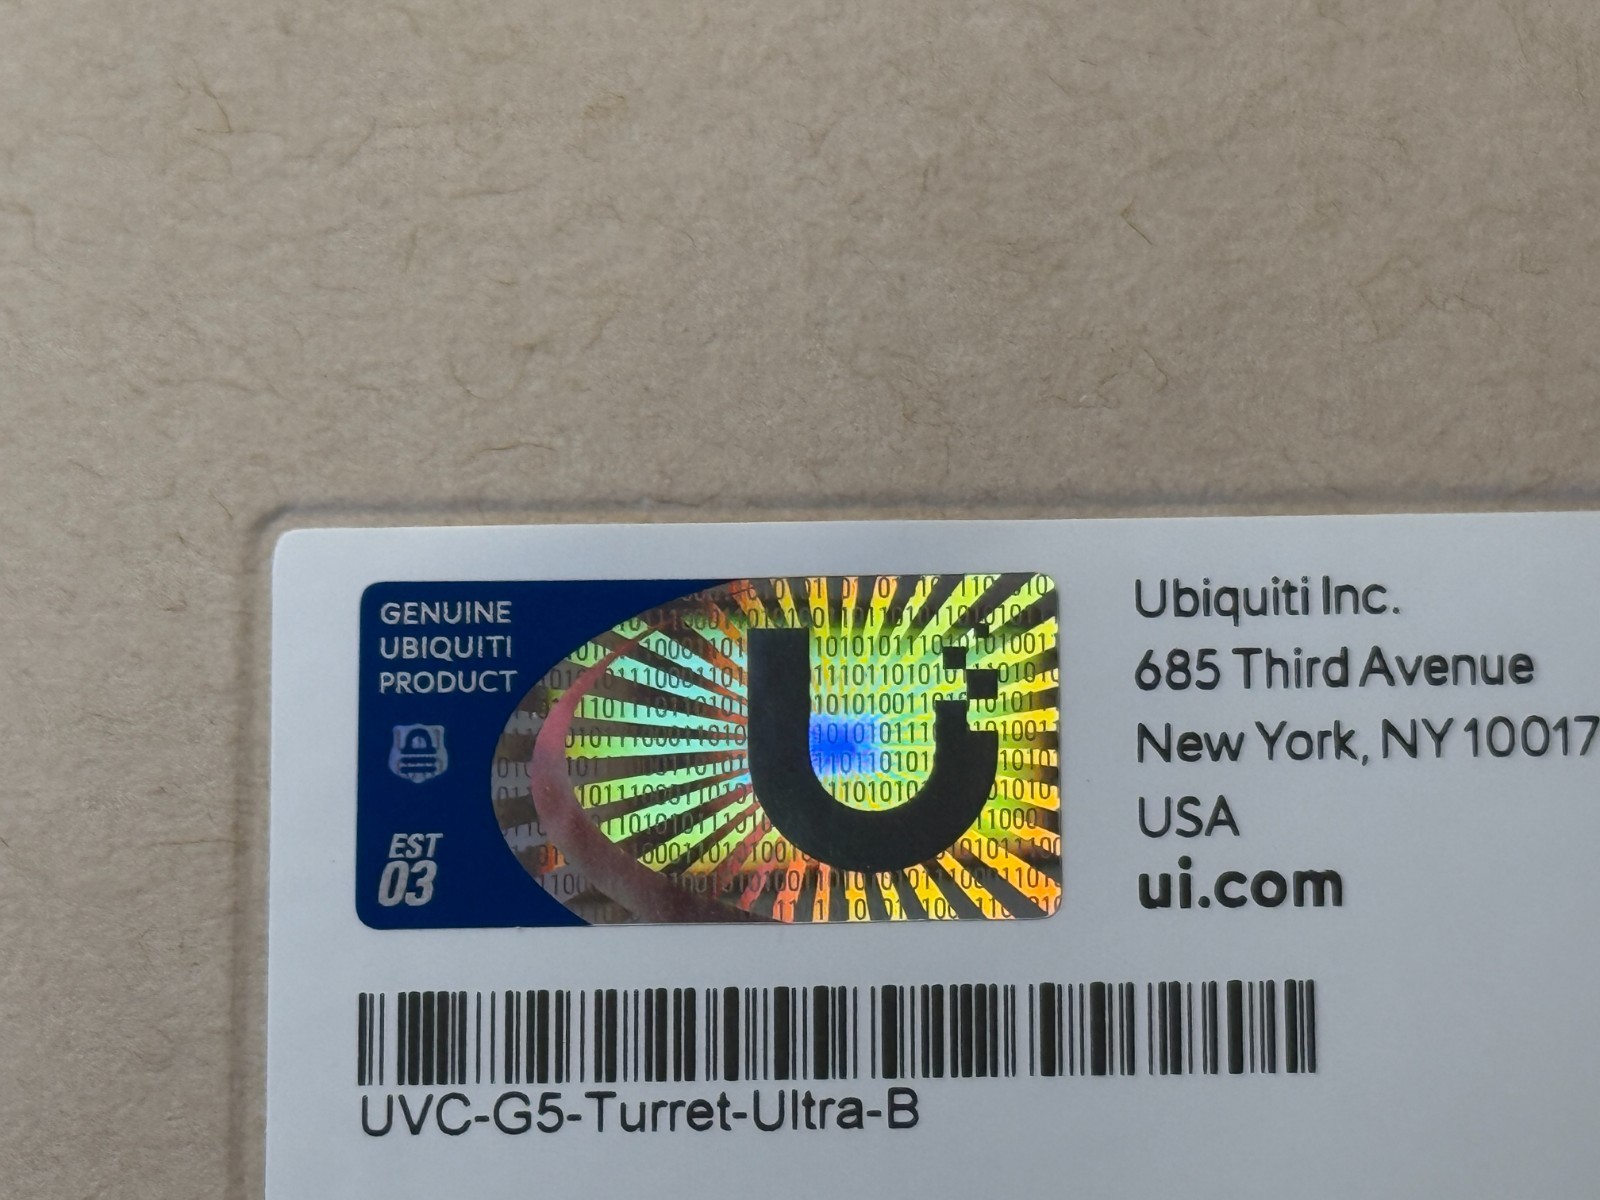 GENUINE
UBIQUITI
PRODUCT
EST
03
Ubiquiti Inc.
685 Third Avenue
New York, NY 10017
USA
ui.com
UVC-G5-Turret-Ultra-B